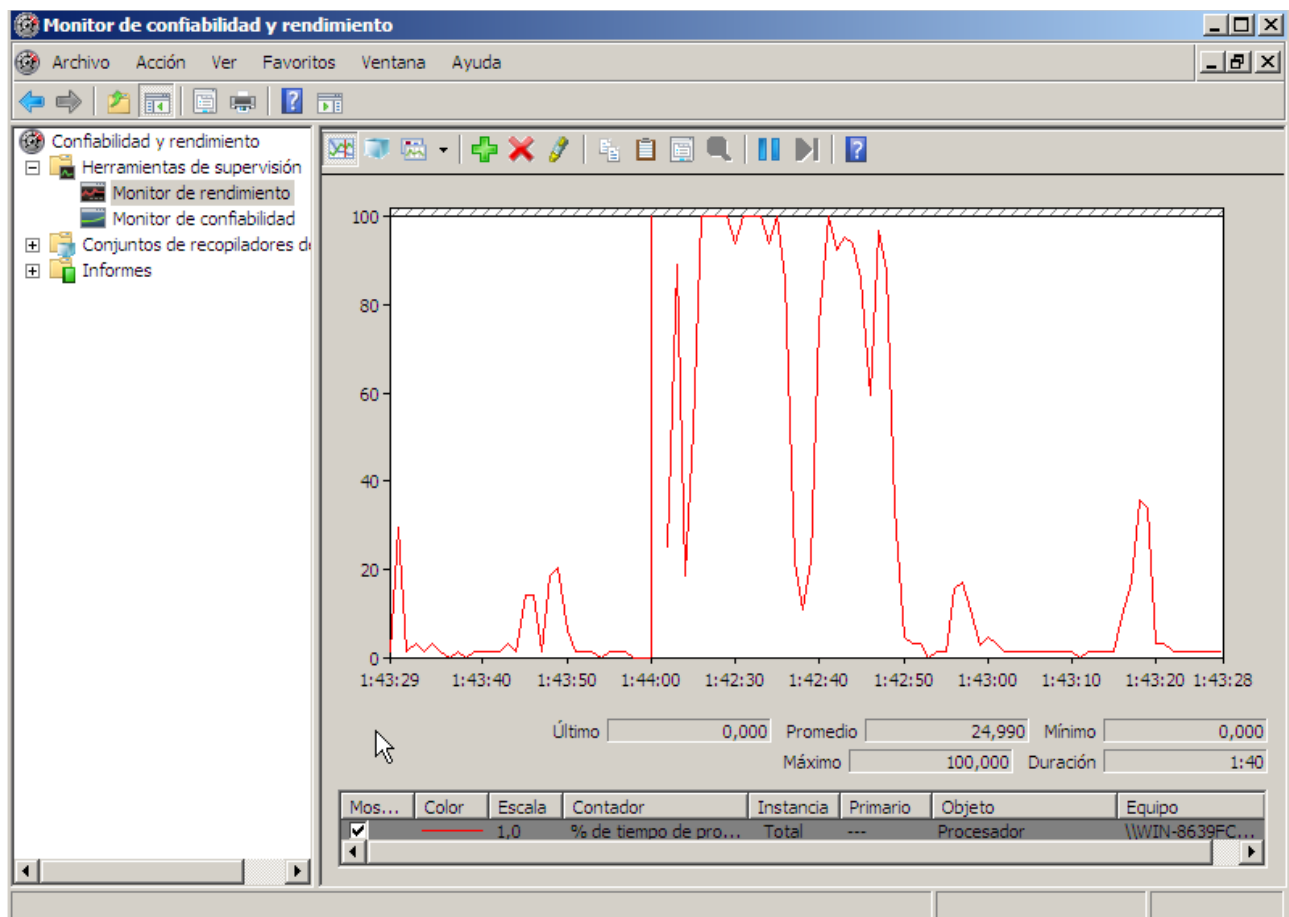 Monitor de confiabilidad y rendimiento
Archivo Acción Ver Favoritos Ventana Ayuda
Confiabilidad y rendimiento
Herramientas de supervisión
Monitor de rendimiento
Monitor de confiabilidad
Conjuntos de recopiladores d
Informes
100
80
60
40
20
0
1:43:29 1:43:40 1:43:50 1:44:00 1:42:30 1:42:40 1:42:50 1:43:00 1:43:10 1:43:20 1:43:28
Último 0,000 Promedio 24,990 Mínimo 0,000
Máximo 100,000 Duración 1:40
Mos... Color Escala Contador Instancia Primario Objeto Equipo
1,0 % de tiempo de pro... _Total --- Procesador \\WIN-8639FC...